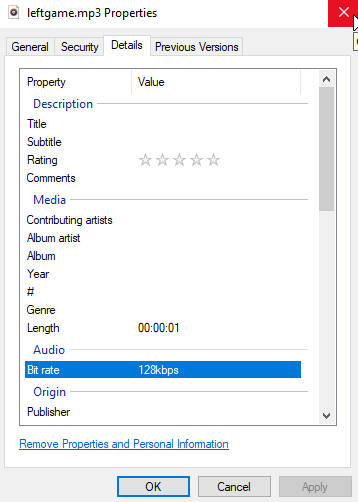 leftgame.mp3 Properties
General Security Details Previous Versions
Property Value
Description
Title
Subtitle
Rating
Comments
Media
Contributing artists
Album artist
Album
Year
#
Genre
Length 00:00:01
Audio
Bit rate 128kbps
Origin
Publisher
Remove Properties and Personal Information
OK Cancel Apply